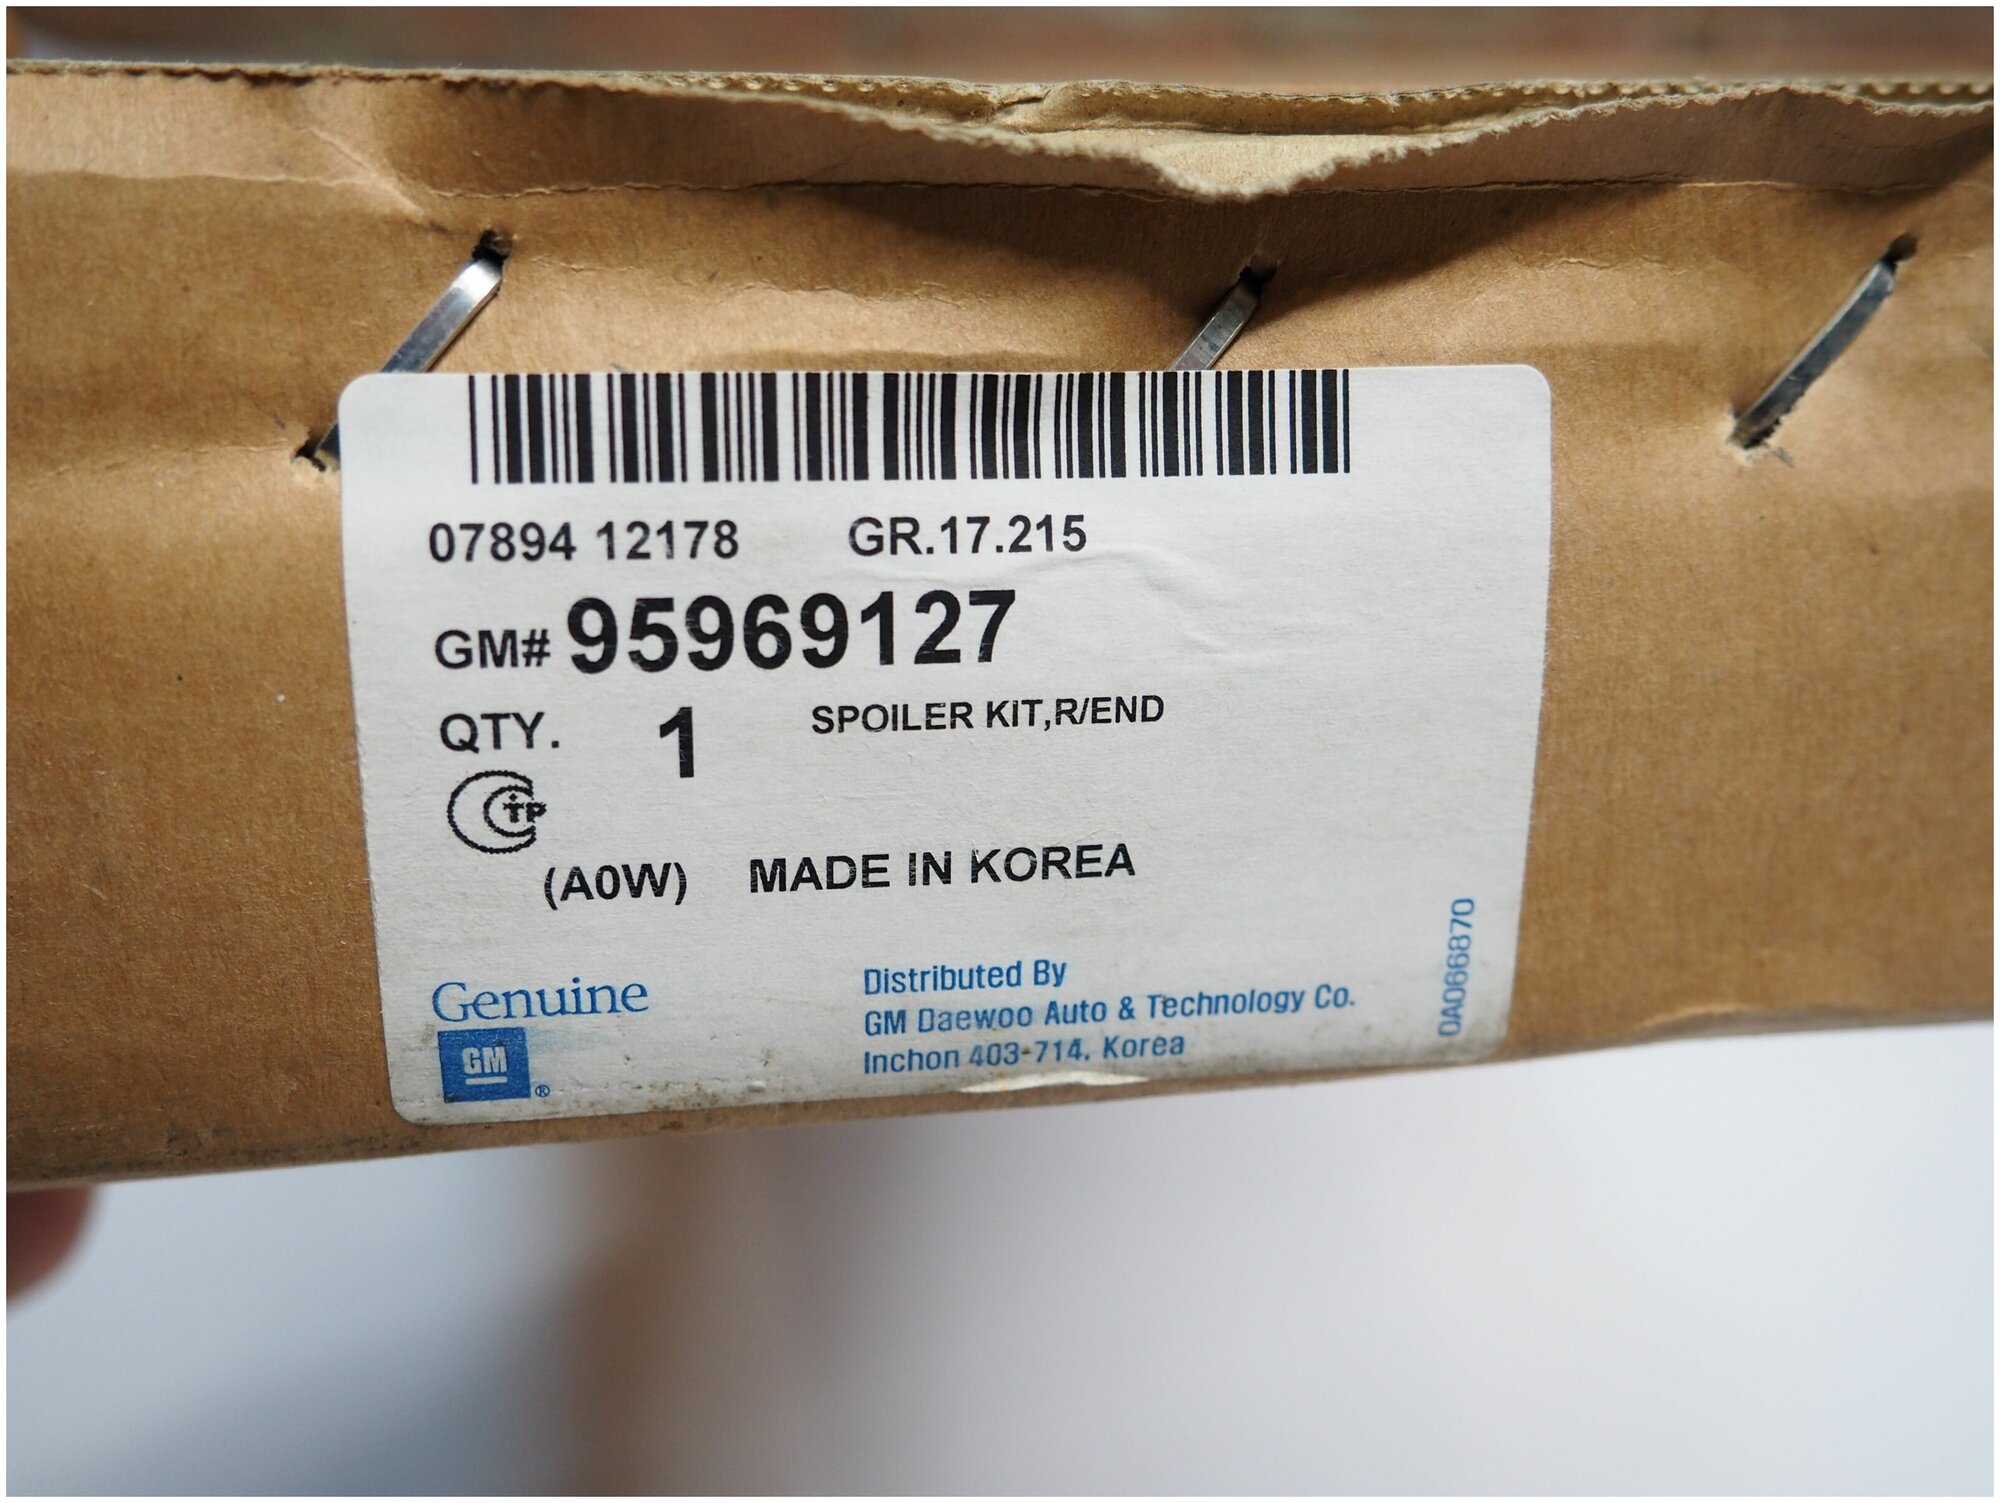 07894 12178 GR.17.215
GM# 95969127
QTY. 1 SPOILER KIT,R/END
(A0W) MADE IN KOREA
Genuine
GM ®
Distributed By
GM Daewoo Auto & Technology Co.
Inchon 403-714, Korea
0A066870